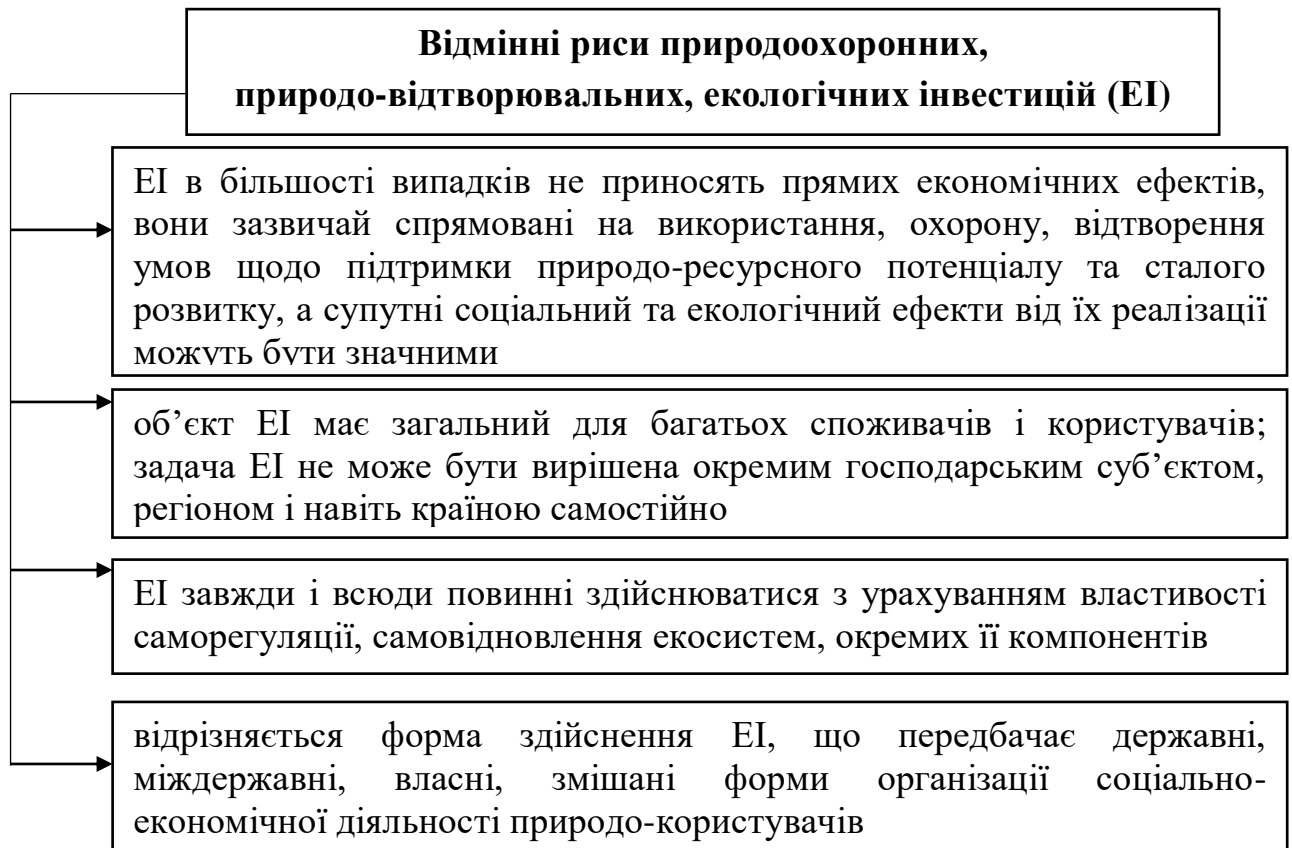 Відмінні риси природоохоронних,
природо-відтворювальних, екологічних інвестицій (ЕІ)
ЕІ в більшості випадків не приносять прямих економічних ефектів,
вони зазвичай спрямовані на використання, охорону, відтворення
умов щодо підтримки природо-ресурсного потенціалу та сталого
розвитку, а супутні соціальний та екологічний ефекти від їх реалізації
можуть бути значними
об’єкт ЕІ має загальний для багатьох споживачів і користувачів;
задача ЕІ не може бути вирішена окремим господарським суб’єктом,
регіоном і навіть країною самостійно
ЕІ завжди і всюди повинні здійснюватися з урахуванням властивості
саморегуляції, самовідновлення екосистем, окремих її компонентів
відрізняється форма здійснення ЕІ, що передбачає державні,
міждержавні, власні, змішані форми організації соціально-
економічної діяльності природо-користувачів